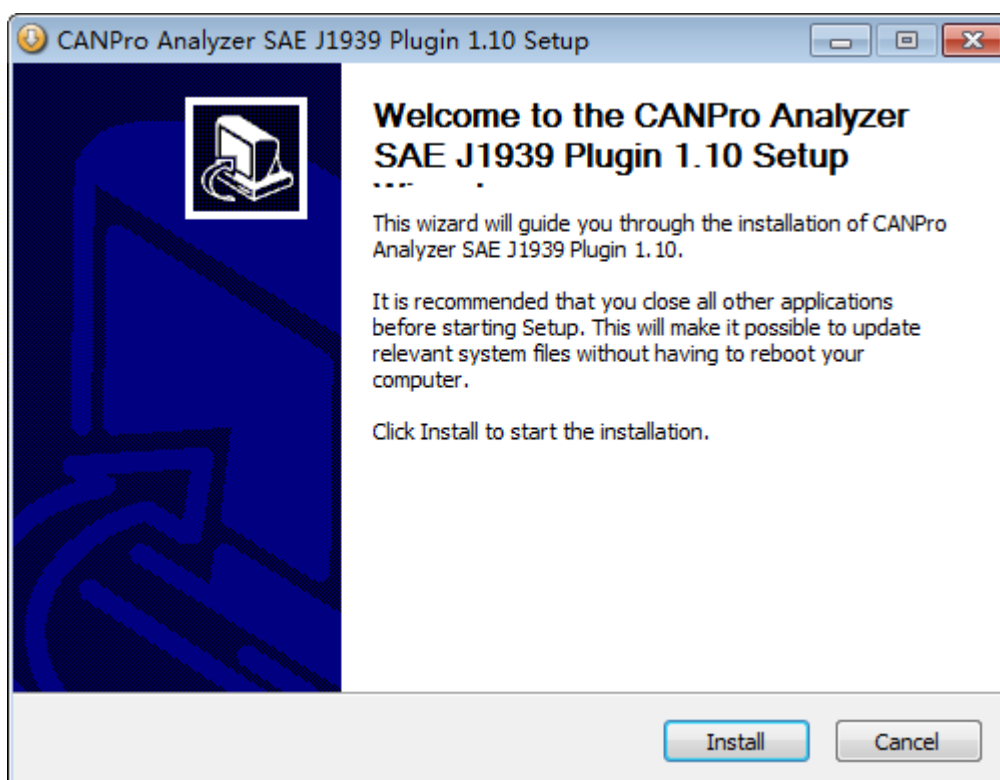 CANPro Analyzer SAE J1939 Plugin 1.10 Setup
Welcome to the CANPro Analyzer
SAE J1939 Plugin 1.10 Setup
This wizard will guide you through the installation of CANPro
Analyzer SAE J1939 Plugin 1.10.
It is recommended that you close all other applications
before starting Setup. This will make it possible to update
relevant system files without having to reboot your
computer.
Click Install to start the installation.
Install
Cancel